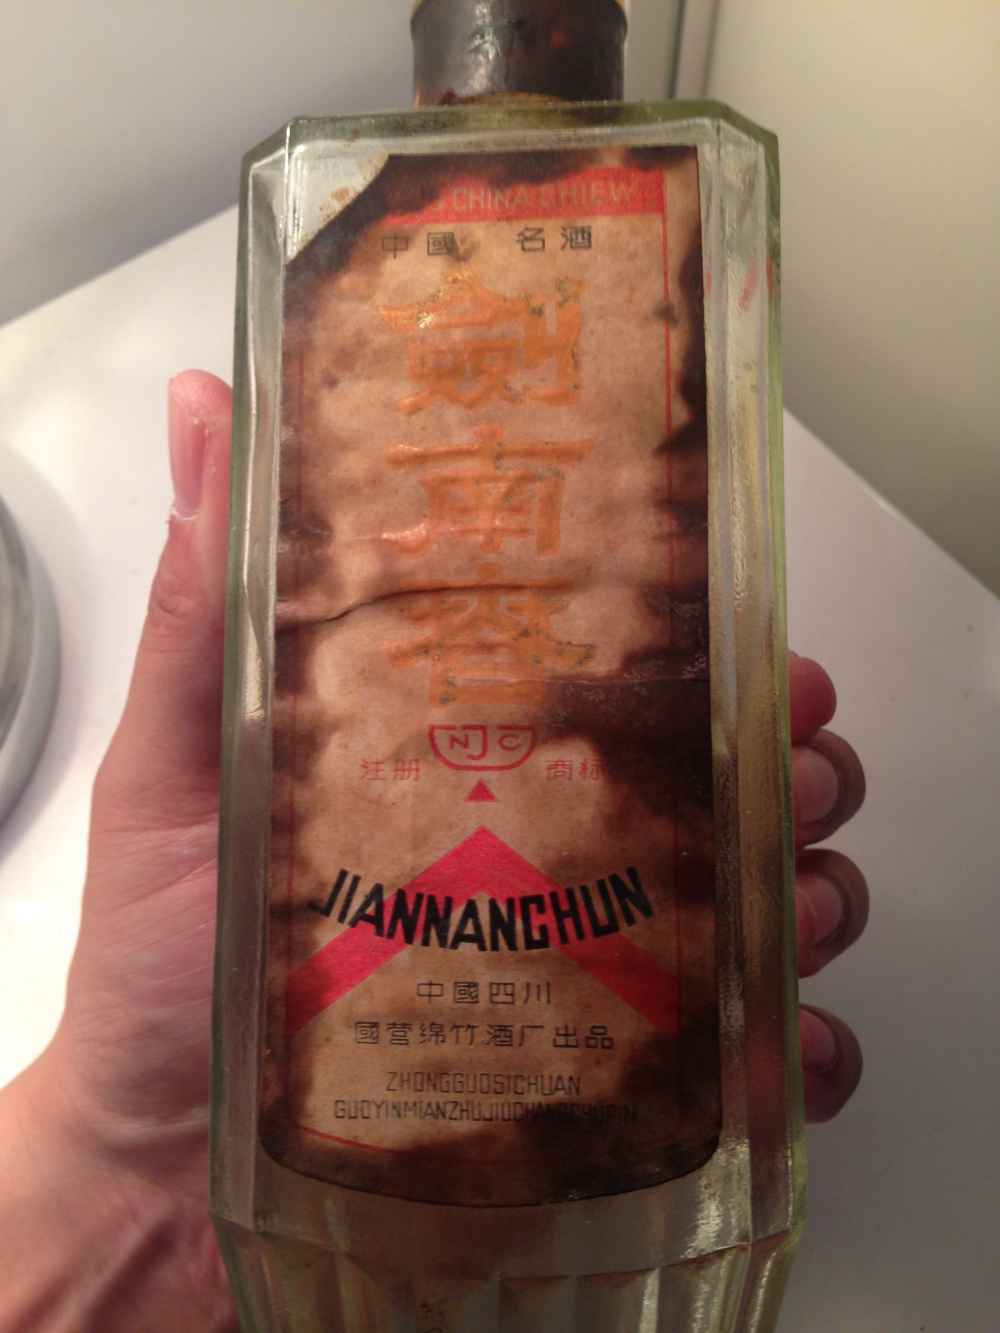 CHINA CHIEW
中國 名酒
劍南春
NJC
注册 商标
JIANNANCHUN
中國四川
國营绵竹酒厂出品
ZHONGGUOSICHUAN
GUOYINMIANZHUJIUCHANGCHUPIN